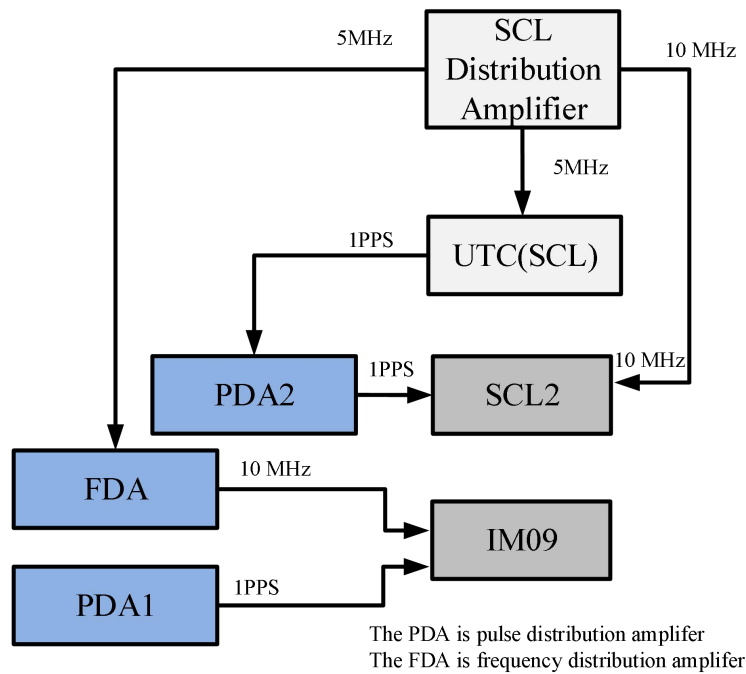 5MHz
SCL
Distribution
Amplifier
10 MHz
5MHz
1PPS
UTC(SCL)
PDA2
1PPS
SCL2
10 MHz
FDA
10 MHz
IM09
PDA1
1PPS
The PDA is pulse distribution amplifer
The FDA is frequency distribution amplifer